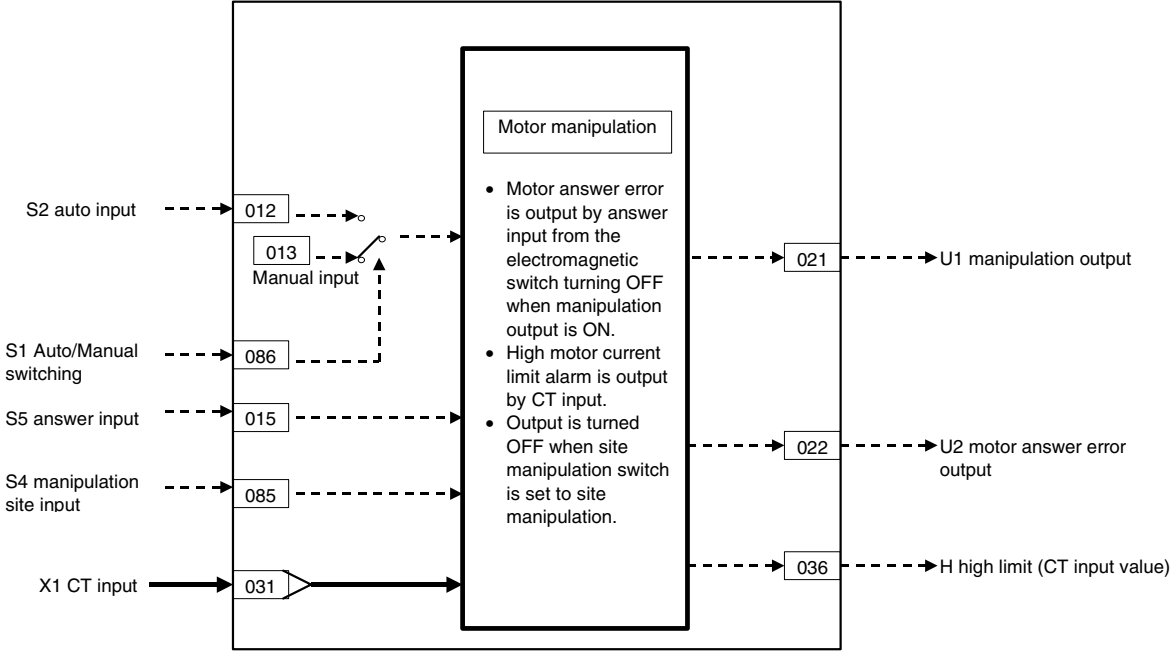 Motor manipulation
• Motor answer error
is output by answer
input from the
electromagnetic
switch turning OFF
when manipulation
output is ON.
• High motor current
limit alarm is output
by CT input.
• Output is turned
OFF when site
manipulation switch
is set to site
manipulation.
S2 auto input
012
013
Manual input
S1 Auto/Manual
switching
086
S5 answer input
015
S4 manipulation
site input
085
X1 CT input
031
021
U1 manipulation output
022
U2 motor answer error
output
036
H high limit (CT input value)